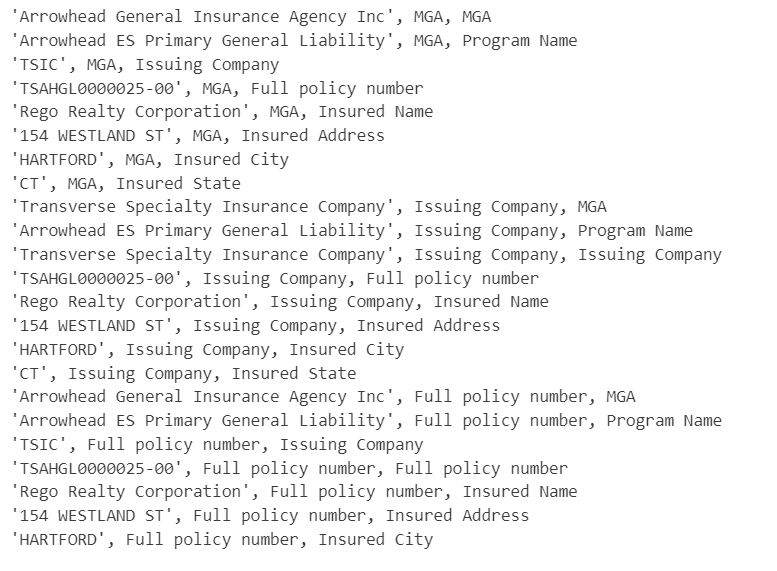 'Arrowhead General Insurance Agency Inc', MGA, MGA
'Arrowhead ES Primary General Liability', MGA, Program Name
'TSIC', MGA, Issuing Company
'TSAHGL0000025-00', MGA, Full policy number
'Rego Realty Corporation', MGA, Insured Name
'154 WESTLAND ST', MGA, Insured Address
'HARTFORD', MGA, Insured City
'CT', MGA, Insured State
'Transverse Specialty Insurance Company', Issuing Company, MGA
'Arrowhead ES Primary General Liability', Issuing Company, Program Name
'Transverse Specialty Insurance Company', Issuing Company, Issuing Company
'TSAHGL0000025-00', Issuing Company, Full policy number
'Rego Realty Corporation', Issuing Company, Insured Name
'154 WESTLAND ST', Issuing Company, Insured Address
'HARTFORD', Issuing Company, Insured City
'CT', Issuing Company, Insured State
'Arrowhead General Insurance Agency Inc', Full policy number, MGA
'Arrowhead ES Primary General Liability', Full policy number, Program Name
'TSIC', Full policy number, Issuing Company
'TSAHGL0000025-00', Full policy number, Full policy number
'Rego Realty Corporation', Full policy number, Insured Name
'154 WESTLAND ST', Full policy number, Insured Address
'HARTFORD', Full policy number, Insured City